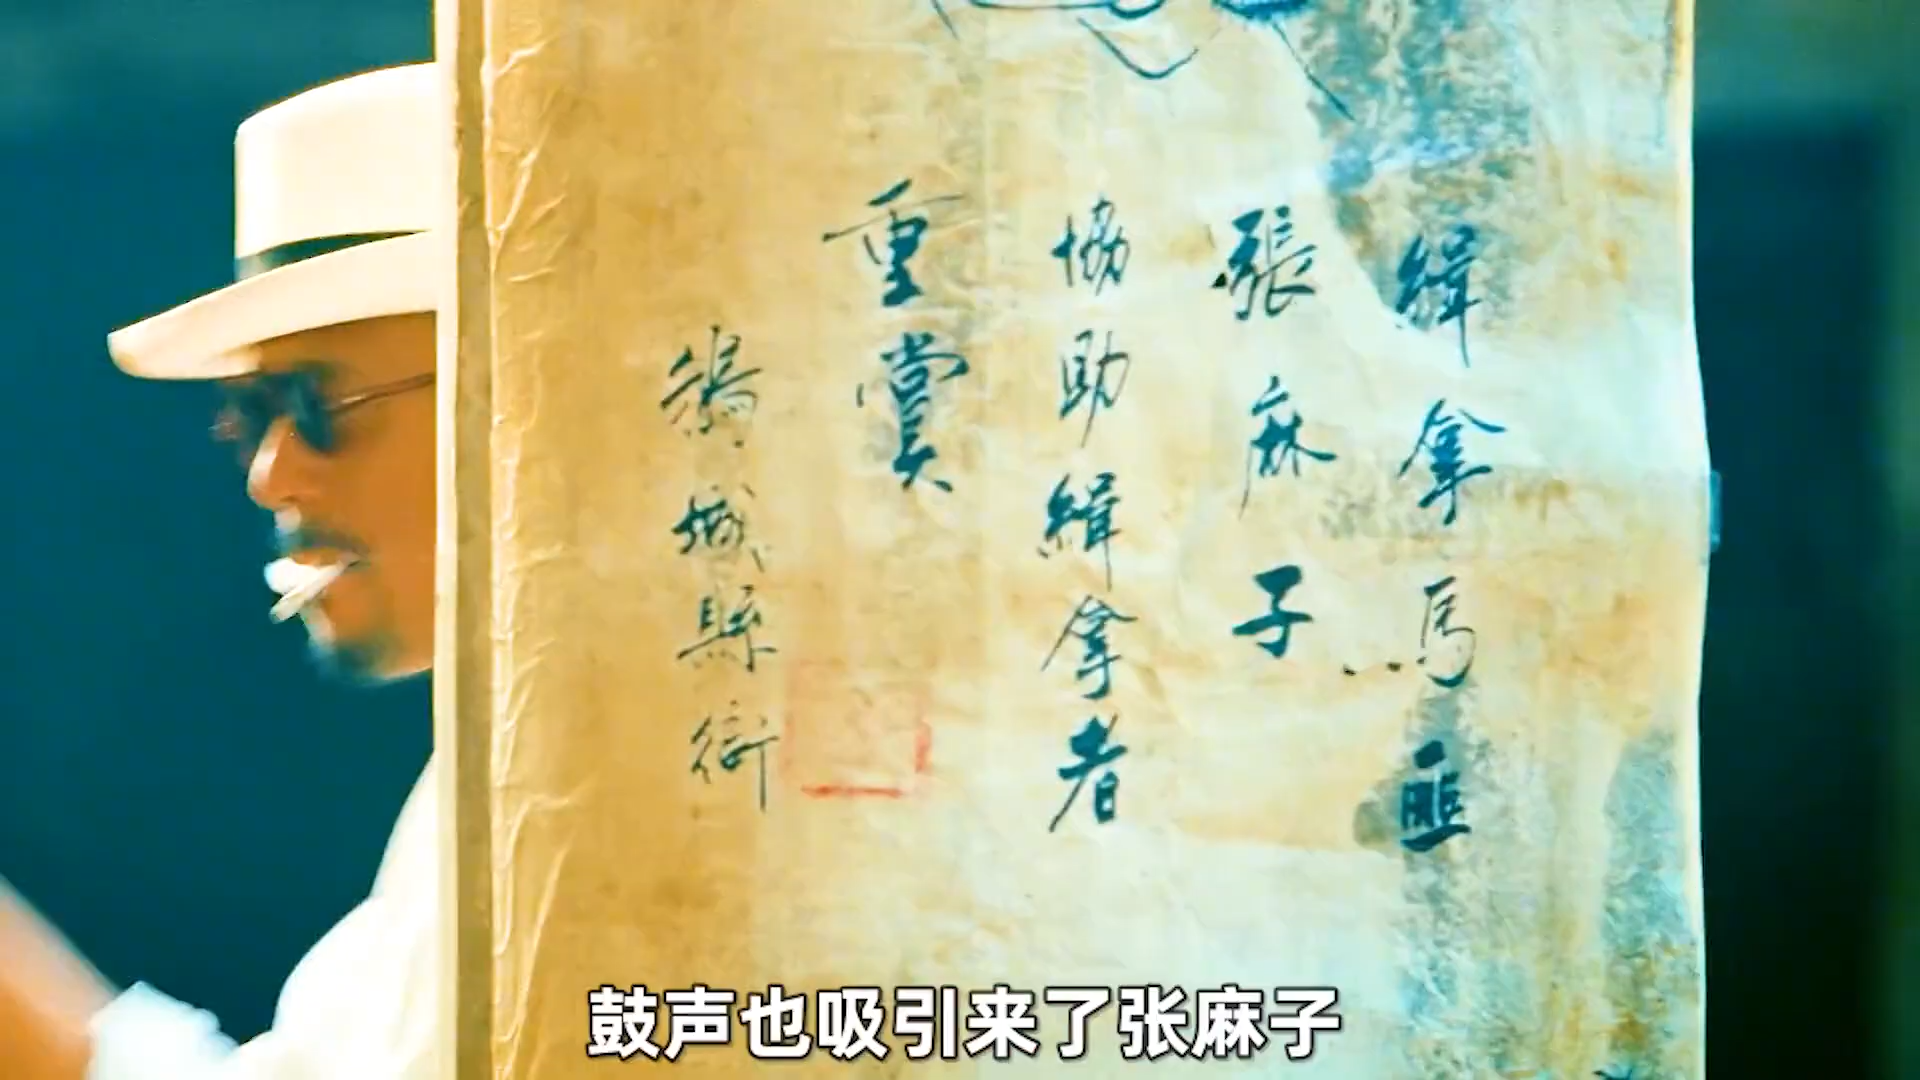 緝拿馬匪
張麻子
協助緝拿者
重賞
鵝城縣衙
鼓声也吸引来了张麻子